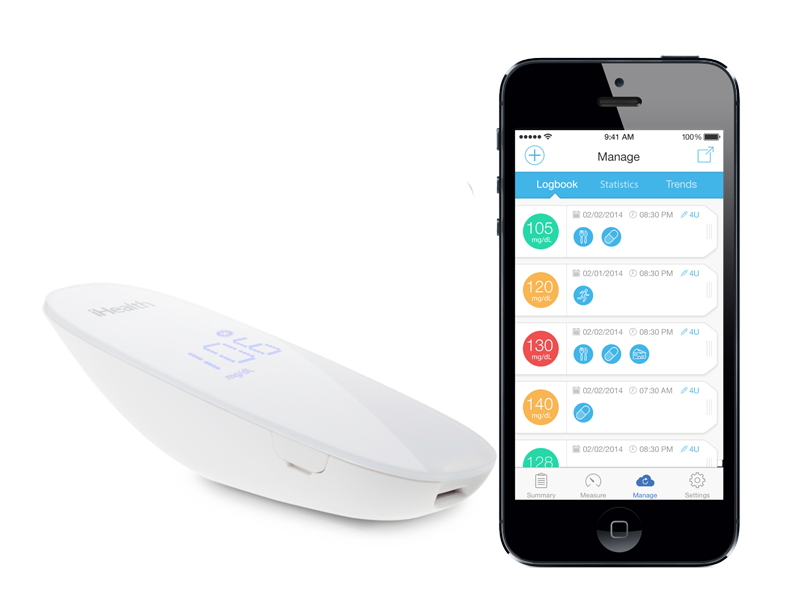 iHealth
mg/dL
9:41 AM
100%
Manage
Logbook Statistics Trends
02/02/2014 08:30 PM 4U
105
mg/dL
02/01/2014 08:30 PM 4U
120
mg/dL
02/02/2014 08:30 PM 4U
130
mg/dL
02/02/2014 07:30 AM 4U
140
mg/dL
02/02/2014 08:30 PM 4U
128
Summary Measure Manage Settings